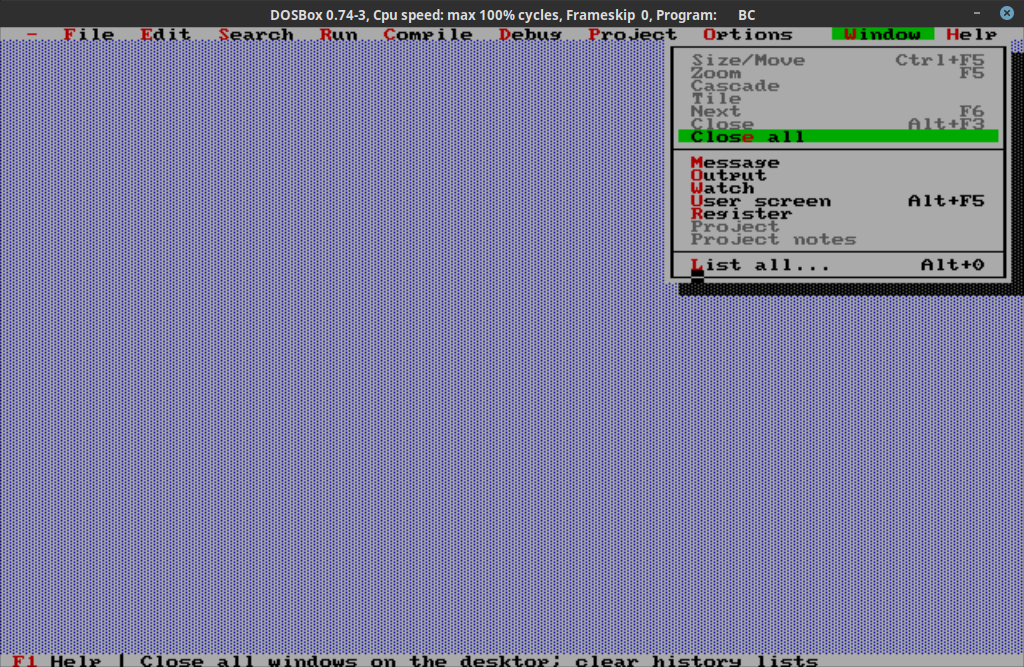 DOSBox 0.74-3, Cpu speed: max 100% cycles, Frameskip 0, Program: BC
- File Edit Search Run Compile Debug Project Options Window Help
Size/Move Ctrl+F5
Zoom F5
Cascade
Tile
Next F6
Close Alt+F3
Close all
Message
Output
Watch
User screen Alt+F5
Register
Project
Project notes
List all... Alt+0
F1 Help | Close all windows on the desktop; clear history lists